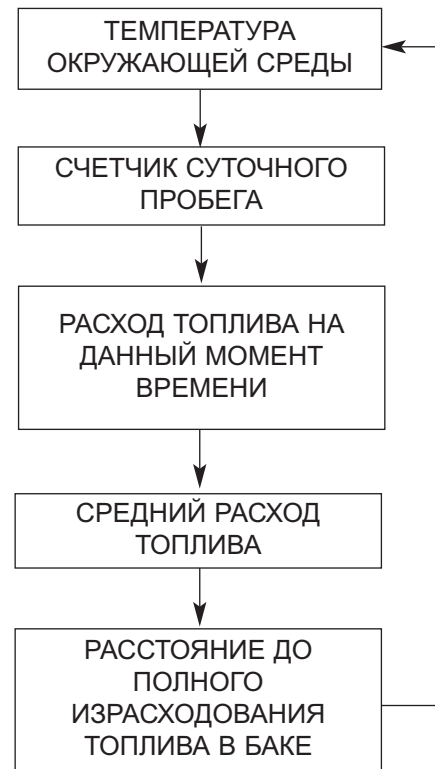 ТЕМПЕРАТУРА
ОКРУЖАЮЩЕЙ СРЕДЫ
СЧЕТЧИК СУТОЧНОГО
ПРОБЕГА
РАСХОД ТОПЛИВА НА
ДАННЫЙ МОМЕНТ
ВРЕМЕНИ
СРЕДНИЙ РАСХОД
ТОПЛИВА
РАССТОЯНИЕ ДО
ПОЛНОГО
ИЗРАСХОДОВАНИЯ
ТОПЛИВА В БАКЕ